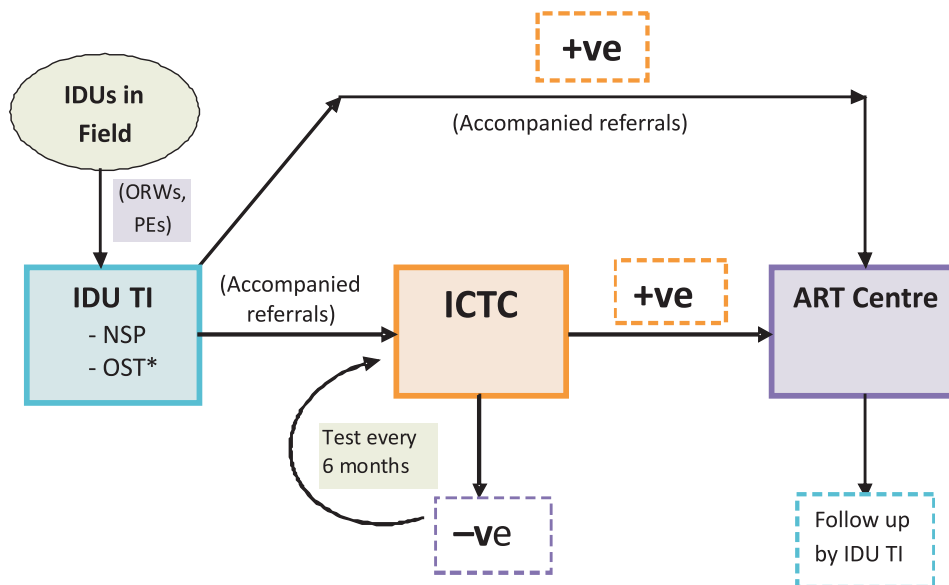 +ve
IDUs in
Field
(Accompanied referrals)
(ORWs,
PEs)
IDU TI
- NSP
- OST*
(Accompanied
referrals)
ICTC
+ve
ART Centre
Test every
6 months
–ve
Follow up
by IDU TI